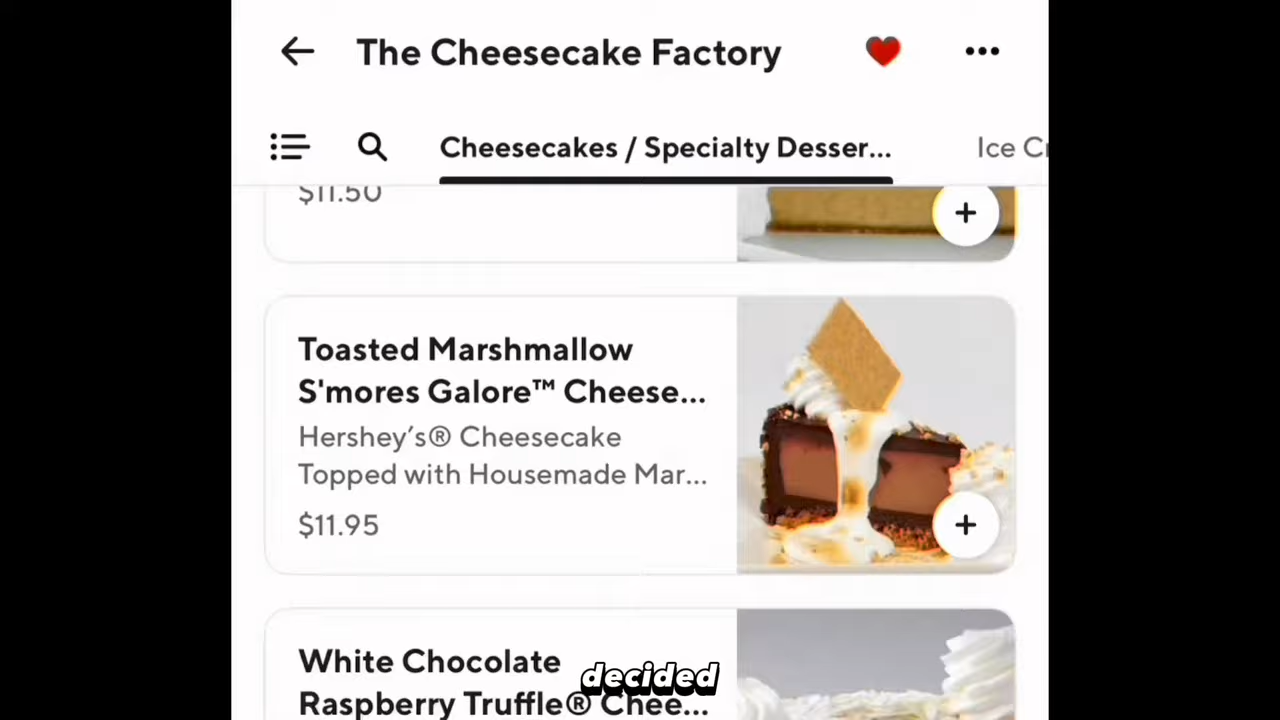 The Cheesecake Factory
Cheesecakes / Specialty Desser...
Ice Cr
$11.50
Toasted Marshmallow
S'mores Galore™ Cheese...
Hershey’s® Cheesecake
Topped with Housemade Mar...
$11.95
White Chocolate
decided
Raspberry Truffle® Chee...